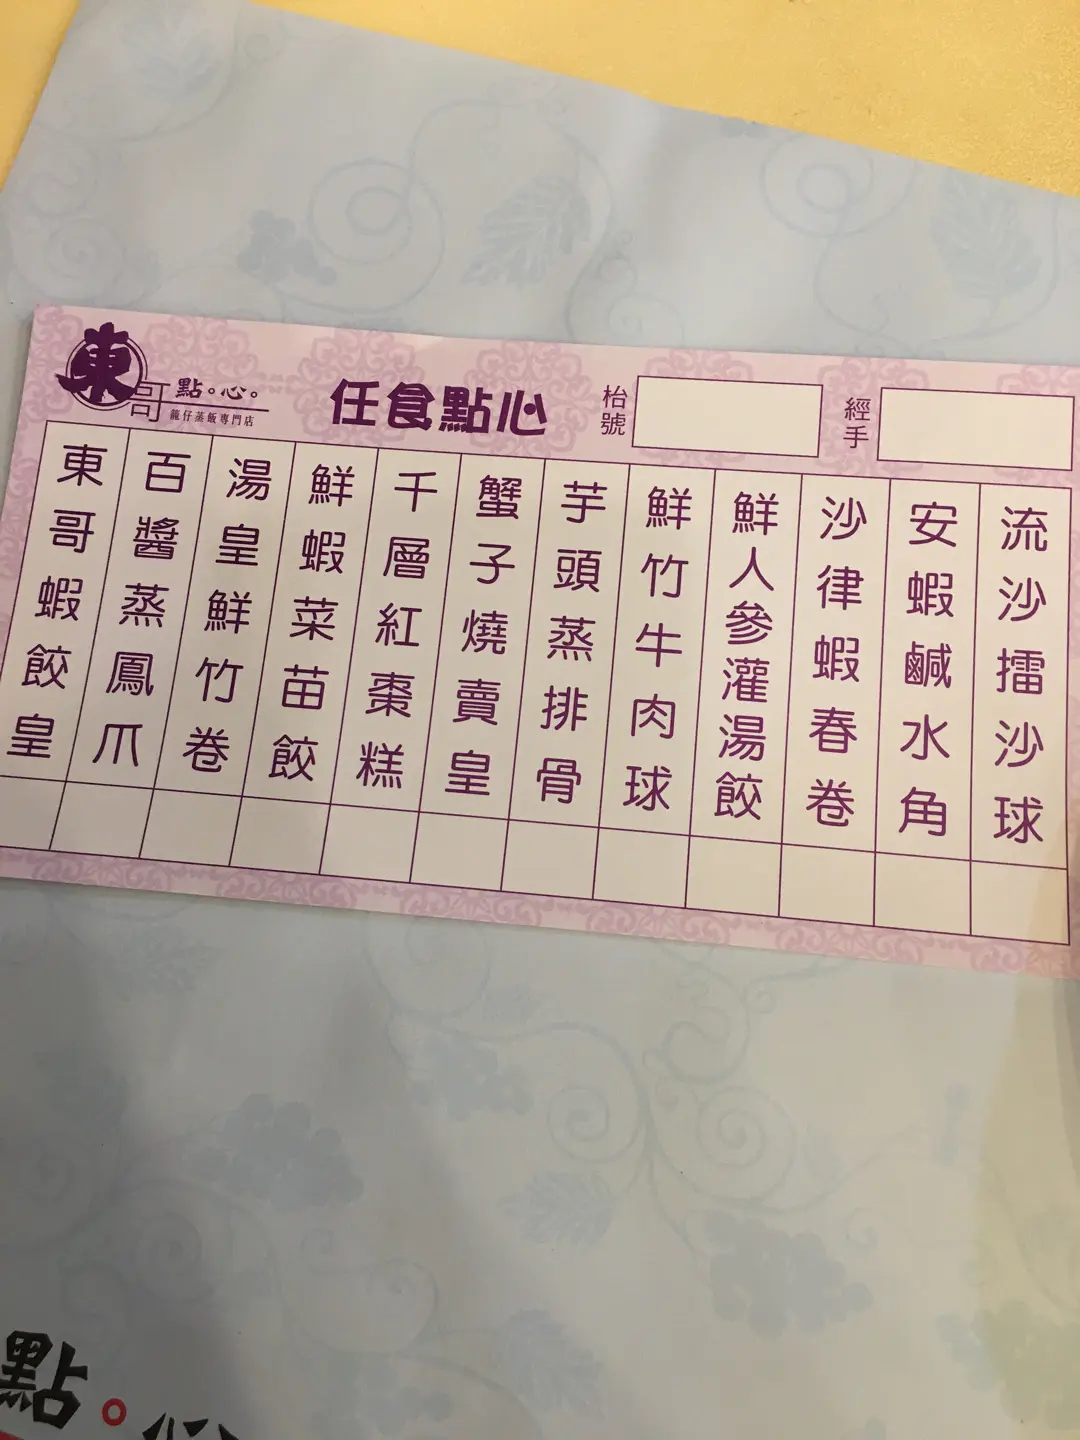 東哥點。心。
籠仔蒸飯專門店
任食點心
枱號
經手
東哥蝦餃皇
百醬蒸鳳爪
湯皇鮮竹卷
鮮蝦菜苗餃
千層紅棗糕
蟹子燒賣皇
芋頭蒸排骨
鮮竹牛肉球
鮮人參灌湯餃
沙律蝦春卷
安蝦鹹水角
流沙擂沙球
點。心